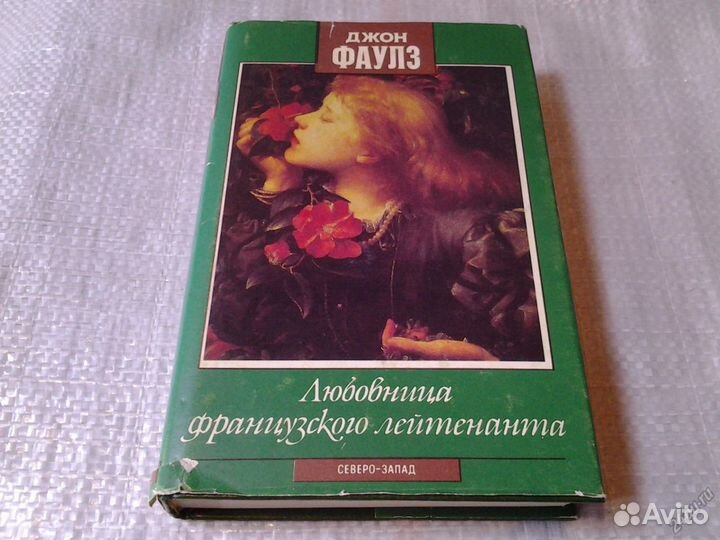 ДЖОН
ФАУЛЗ
Любовница
французского лейтенанта
СЕВЕРО-ЗАПАД
Avito